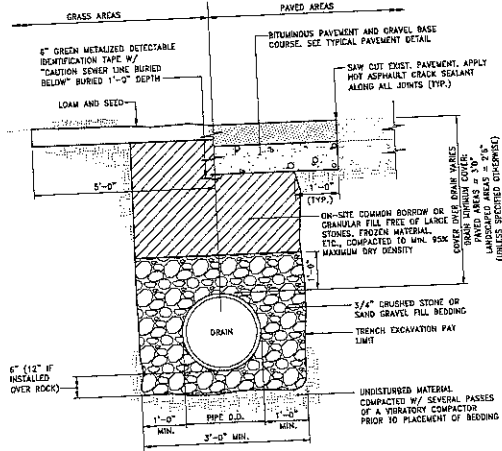 GRASS AREAS
PAVED AREAS
6" GREEN METALIZED DETECTABLE
IDENTIFICATION TAPE W/
"CAUTION SEWER LINE BURIED
BELOW" BURIED 1'-0" DEPTH
LOAM AND SEED
BITUMINOUS PAVEMENT AND GRAVEL BASE
COURSE. SEE TYPICAL PAVEMENT DETAIL
SAW CUT EXIST. PAVEMENT. APPLY
HOT ASPHALT CRACK SEALANT
ALONG ALL JOINTS (TYP.)
5'-0"
1'-0"
(TYP.)
ON-SITE COMMON BORROW OR
GRANULAR FILL FREE OF LARGE
STONES, FROZEN MATERIAL,
ETC., COMPACTED TO MIN. 95%
MAXIMUM DRY DENSITY
COVER OVER DRAIN VARIES
DRAIN MINIMUM COVER:
PAVED AREAS = 3'0"
LANDSCAPED AREAS = 2'6"
(UNLESS SPECIFIED OTHERWISE)
1'-0"
3/4" CRUSHED STONE OR
SAND GRAVEL FILL BEDDING
DRAIN
TRENCH EXCAVATION PAY
LIMIT
6" (12" IF
INSTALLED
OVER ROCK)
UNDISTURBED MATERIAL
COMPACTED W/ SEVERAL PASSES
OF A VIBRATORY COMPACTOR
PRIOR TO PLACEMENT OF BEDDING
1'-0"
MIN.
PIPE O.D.
1'-0"
MIN.
3'-0" MIN.